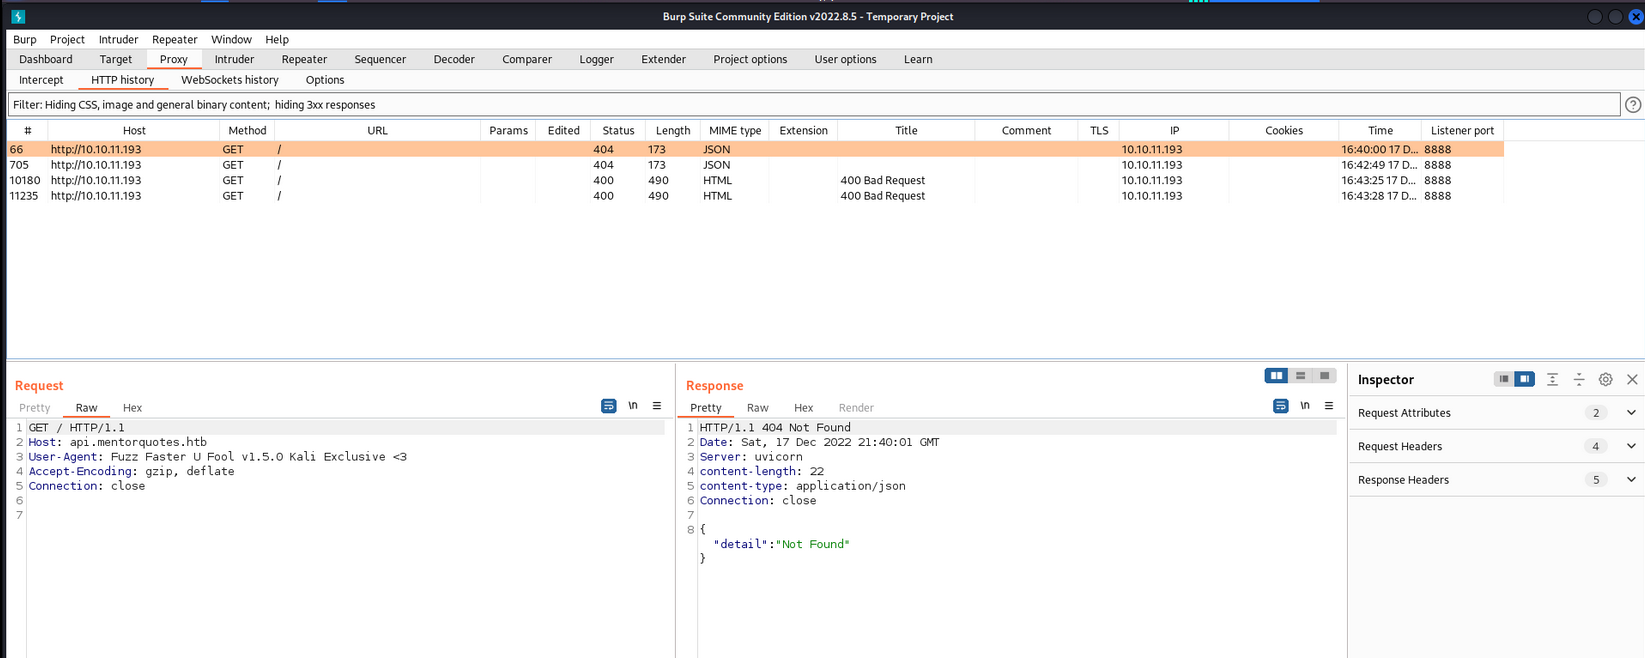 Burp Suite Community Edition v2022.8.5 - Temporary Project
Burp Project Intruder Repeater Window Help
Dashboard Target Proxy Intruder Repeater Sequencer Decoder Comparer Logger Extender Project options User options Learn
Intercept HTTP history WebSockets history Options
Filter: Hiding CSS, image and general binary content; hiding 3xx responses ?
# Host Method URL Params Edited Status Length MIME type Extension Title Comment TLS IP Cookies Time Listener port
66 http://10.10.11.193 GET / 404 173 JSON 10.10.11.193 16:40:00 17 D... 8888
705 http://10.10.11.193 GET / 404 173 JSON 10.10.11.193 16:42:49 17 D... 8888
10180 http://10.10.11.193 GET / 400 490 HTML 400 Bad Request 10.10.11.193 16:43:25 17 D... 8888
11235 http://10.10.11.193 GET / 400 490 HTML 400 Bad Request 10.10.11.193 16:43:28 17 D... 8888
Request
Pretty Raw Hex \n
1 GET / HTTP/1.1
2 Host: api.mentorquotes.htb
3 User-Agent: Fuzz Faster U Fool v1.5.0 Kali Exclusive <3
4 Accept-Encoding: gzip, deflate
5 Connection: close
6
7
Response
Pretty Raw Hex Render \n
1 HTTP/1.1 404 Not Found
2 Date: Sat, 17 Dec 2022 21:40:01 GMT
3 Server: uvicorn
4 content-length: 22
5 content-type: application/json
6 Connection: close
7
8 {
"detail":"Not Found"
}
Inspector
Request Attributes 2
Request Headers 4
Response Headers 5